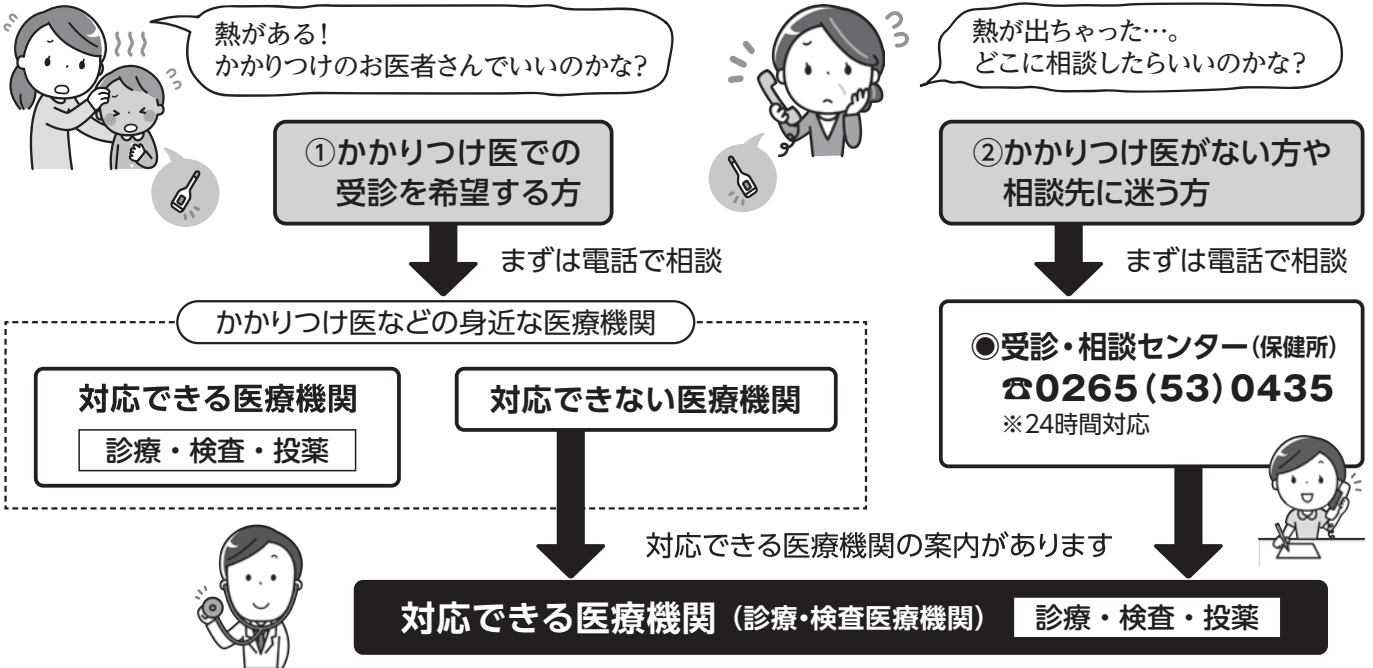 熱がある!
かかりつけのお医者さんでいいのかな?
熱が出ちゃった…。
どこに相談したらいいのかな?
①かかりつけ医での
受診を希望する方
②かかりつけ医がない方や
相談先に迷う方
まずは電話で相談
まずは電話で相談
かかりつけ医などの身近な医療機関
対応できる医療機関
診療・検査・投薬
対応できない医療機関
◉受診・相談センター(保健所)
☎0265(53)0435
※24時間対応
対応できる医療機関の案内があります
対応できる医療機関(診療・検査医療機関) 診療・検査・投薬